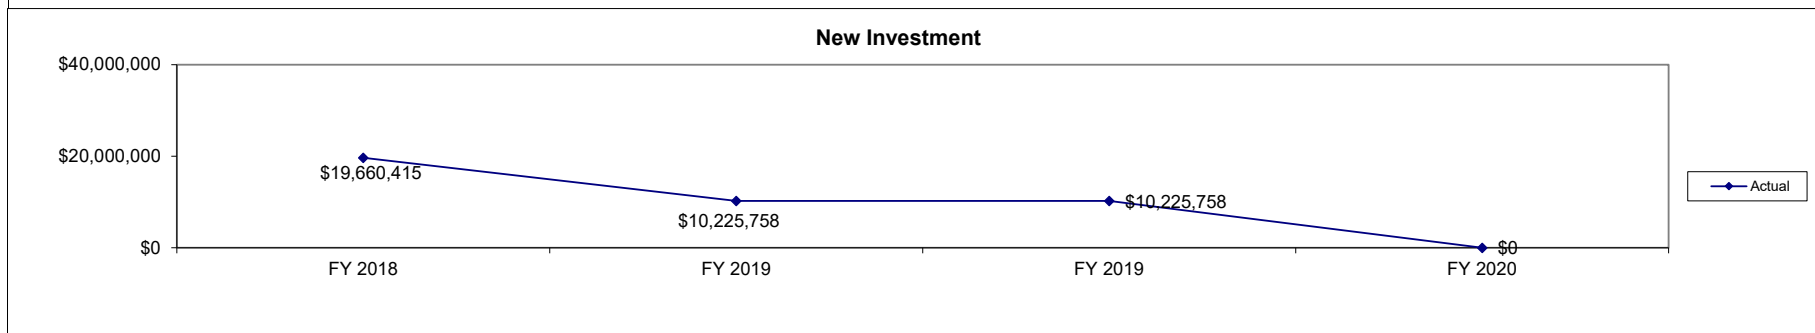 New Investment
$40,000,000
$20,000,000
$19,660,415
Actual
$10,225,758
$10,225,758
$0
$0
FY 2018
FY 2019
FY 2019
FY 2020